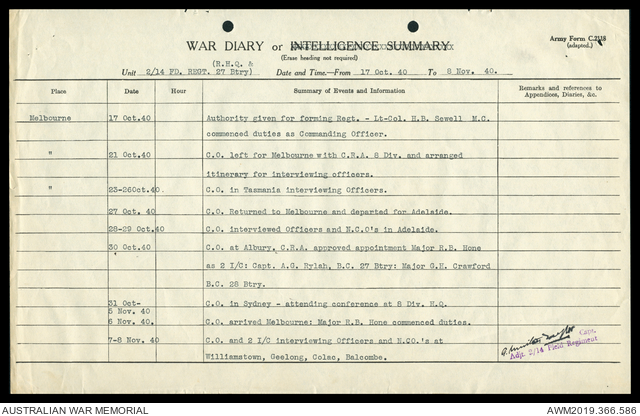 Army Form C.2118
(adapted.)
WAR DIARY or INTELLIGENCE SUMMARY
(Erase heading not required)
(R.H.Q. &
Unit 2/14 FD. REGT. 27 Btry) Date and Time.—From 17 Oct. 40 To 8 Nov. 40.
Place Date Hour Summary of Events and Information Remarks and references to Appendices, Diaries, &c.
Melbourne 17 Oct.40 Authority given for forming Regt. - Lt-Col. H.B. Sewell M.C.
commenced duties as Commanding Officer.
" 21 Oct.40 C.O. left for Melbourne with C.R.A. 8 Div. and arranged
itinerary for interviewing officers.
" 23-26Oct.40. C.O. in Tasmania interviewing Officers.
27 Oct. 40 C.O. Returned to Melbourne and departed for Adelaide.
28-29 Oct.40 C.O. interviewed Officers and N.C.O's in Adelaide.
30 Oct.40 C.O. at Albury. C.R.A. approved appointment Major R.B. Hone
as 2 I/C: Capt. A.G. Rylah, B.C. 27 Btry: Major G.H. Crawford
B.C. 28 Btry.
31 Oct-
5 Nov. 40 C.O. in Sydney - attending conference at 8 Div. H.Q.
6 Nov. 40. C.O. arrived Melbourne: Major R.B. Hone commenced duties.
7-8 Nov. 40 C.O. and 2 I/C interviewing Officers and N.CO.'s at
Williamstown, Geelong, Colac, Balcombe.
Capt.
Adjt. 2/14 Field Regiment
AUSTRALIAN WAR MEMORIAL
AWM2019.366.586